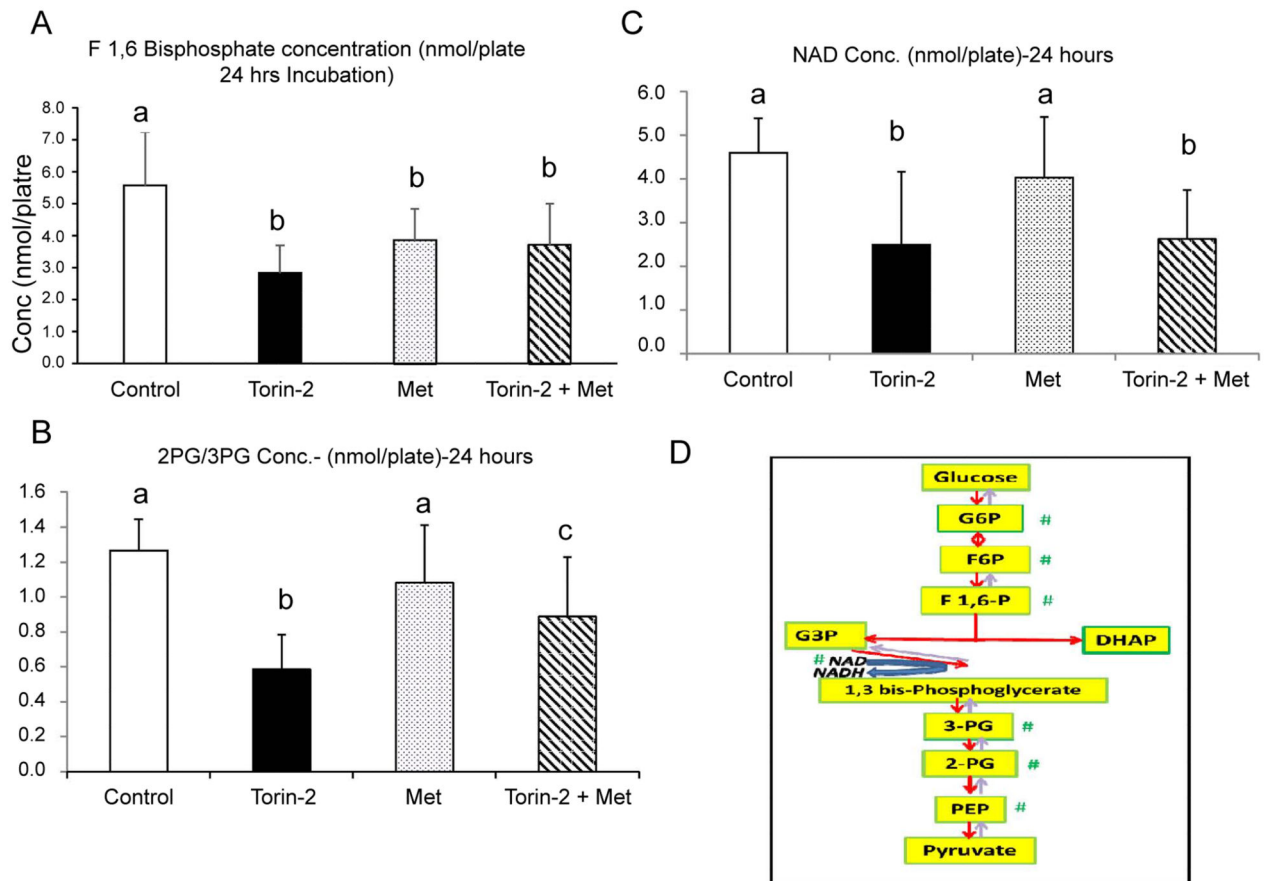 A
F 1,6 Bisphosphate concentration (nmol/plate
24 hrs Incubation)
Conc (nmol/platre
8.0
7.0
6.0
5.0
4.0
3.0
2.0
1.0
0.0
a
b
b
b
Control Torin-2 Met Torin-2 + Met
B
2PG/3PG Conc.- (nmol/plate)-24 hours
1.6
1.4
1.2
1.0
0.8
0.6
0.4
0.2
0.0
a
b
a
c
Control Torin-2 Met Torin-2 + Met
C
NAD Conc. (nmol/plate)-24 hours
6.0
5.0
4.0
3.0
2.0
1.0
0.0
a
b
a
b
Control Torin-2 Met Torin-2 + Met
D
Glucose
G6P #
F6P #
F 1,6-P #
G3P DHAP
# NAD
NADH
1,3 bis-Phosphoglycerate
3-PG #
2-PG #
PEP #
Pyruvate